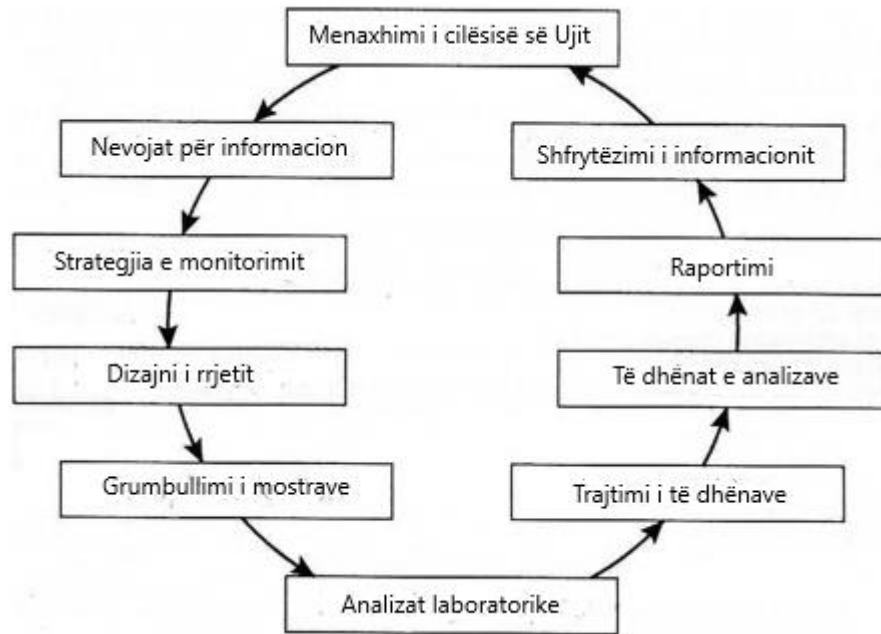 Menaxhimi i cilësisë së Ujit
Nevojat për informacion
Shfrytëzimi i informacionit
Strategjia e monitorimit
Raportimi
Dizajni i rrjetit
Të dhënat e analizave
Grumbullimi i mostrave
Trajtimi i të dhënave
Analizat laboratorike